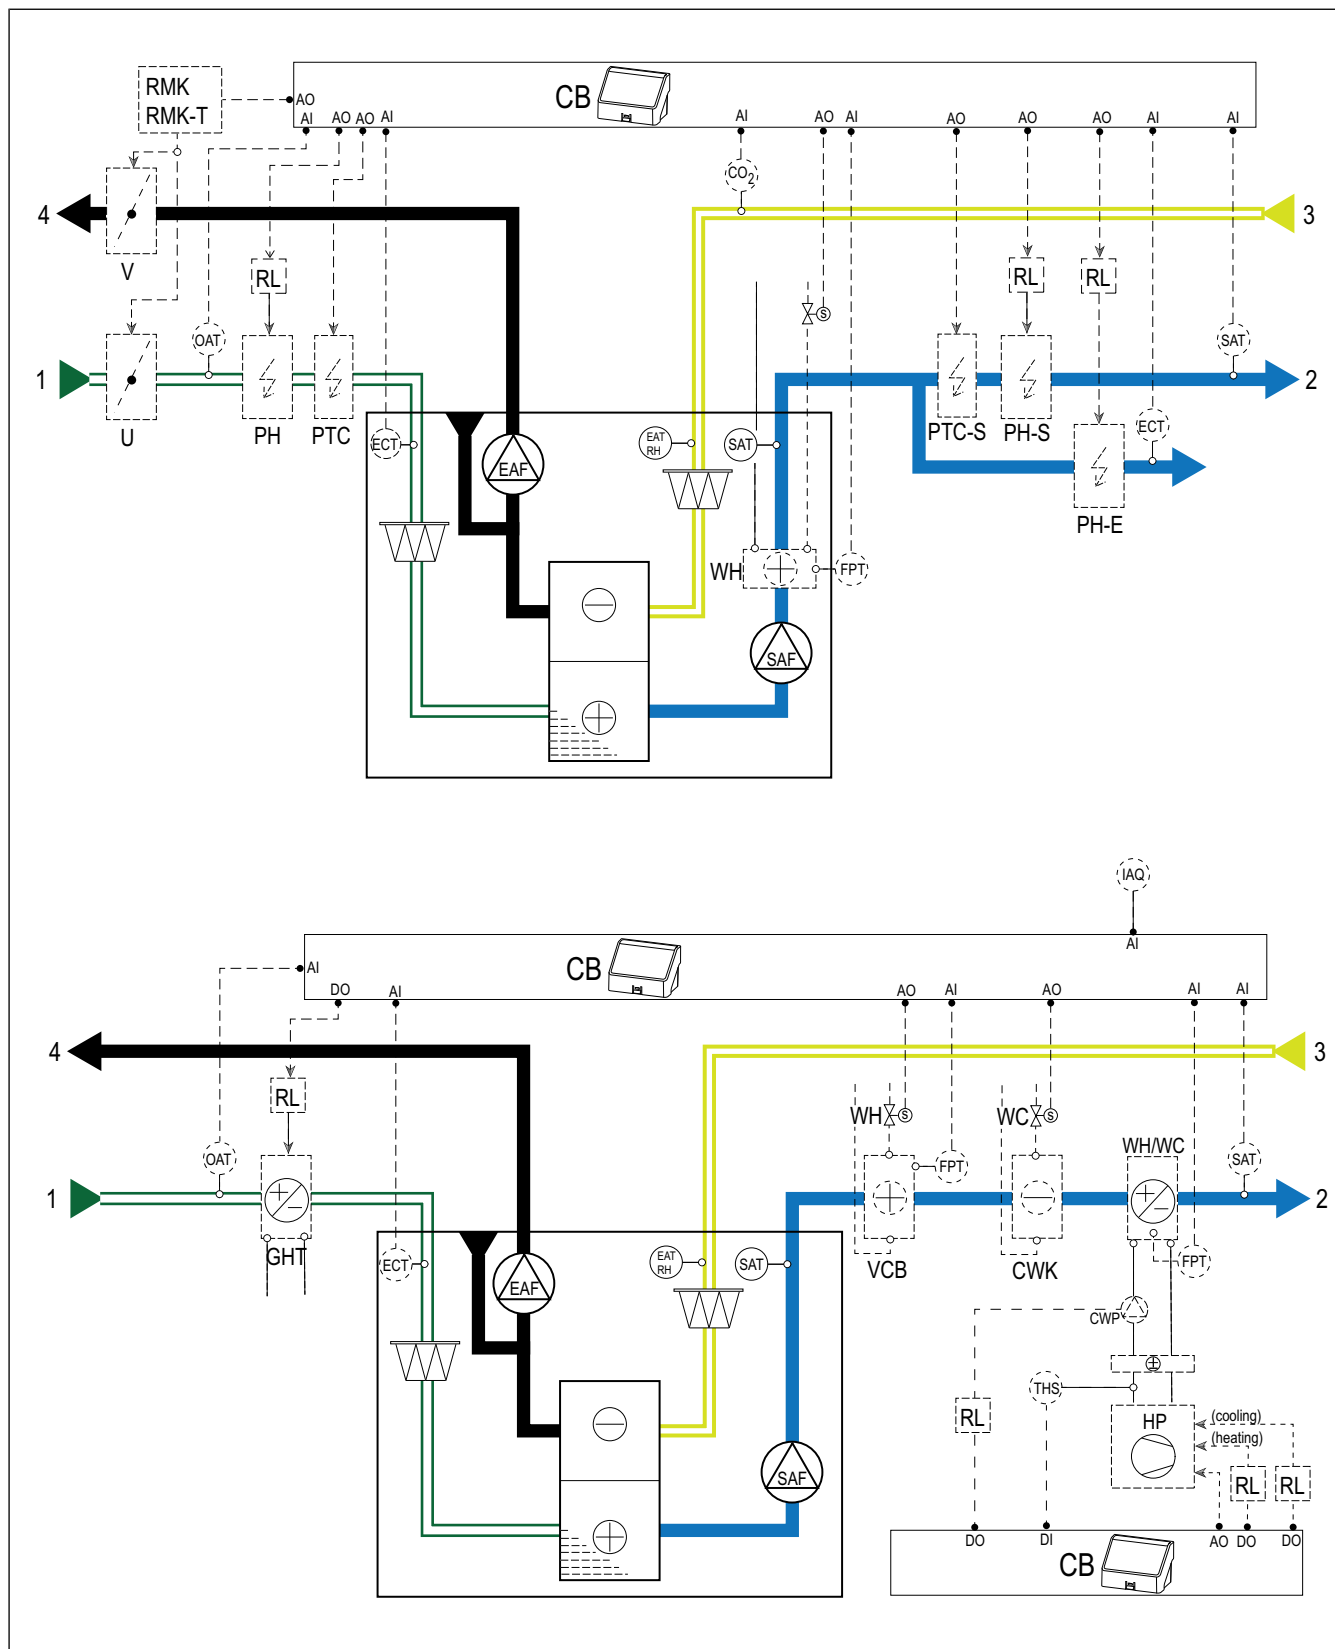 RMK
RMK-T
AO
AI
AO
AO
AI
CB
AI
AO
AI
AO
AO
AO
AI
AI
CO2
4
3
V
RL
RL
RL
S
OAT
SAT
1
2
U
PH
PTC
ECT
EAF
EAT
RH
SAT
PTC-S
PH-S
ECT
PH-E
WH
FPT
SAF
IAQ
AI
CB
AI
DO
AI
AO
AI
AO
AI
AI
4
3
RL
WH
S
WC
S
WH/WC
OAT
FPT
SAT
1
2
GHT
ECT
EAF
EAT
RH
SAT
VCB
CWK
FPT
CWP
THS
RL
HP
(cooling)
(heating)
SAF
RL
RL
DO
DI
AO
DO
DO
CB